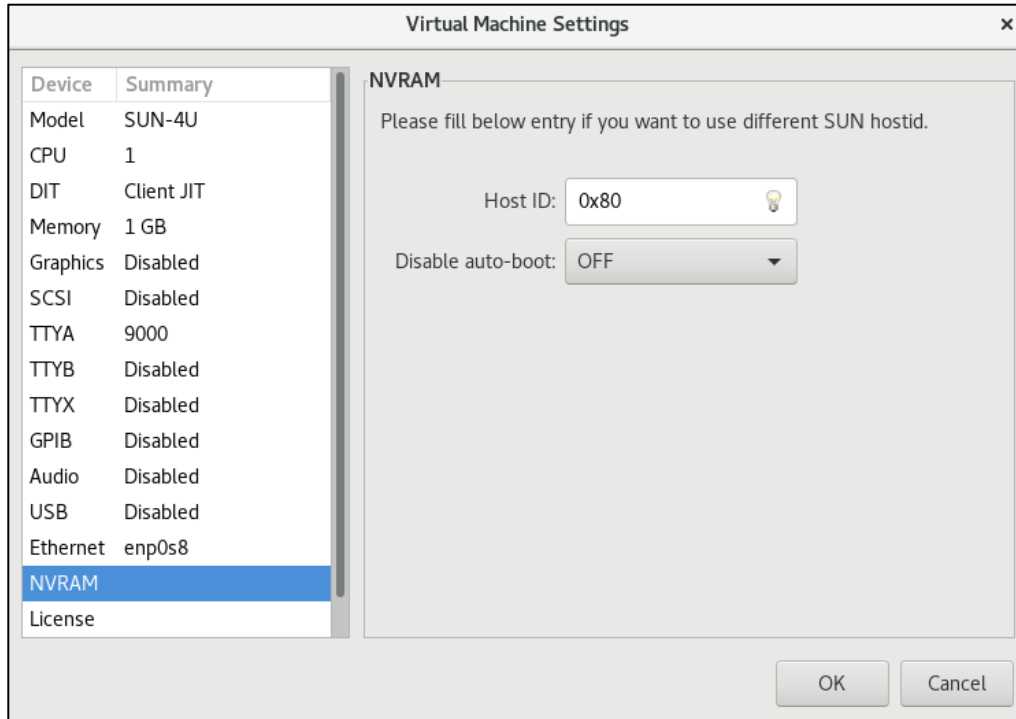 Virtual Machine Settings ×
Device Summary
Model SUN-4U
CPU 1
DIT Client JIT
Memory 1 GB
Graphics Disabled
SCSI Disabled
TTYA 9000
TTYB Disabled
TTYX Disabled
GPIB Disabled
Audio Disabled
USB Disabled
Ethernet enp0s8
NVRAM
License
NVRAM
Please fill below entry if you want to use different SUN hostid.
Host ID: 0x80
Disable auto-boot: OFF
OK Cancel